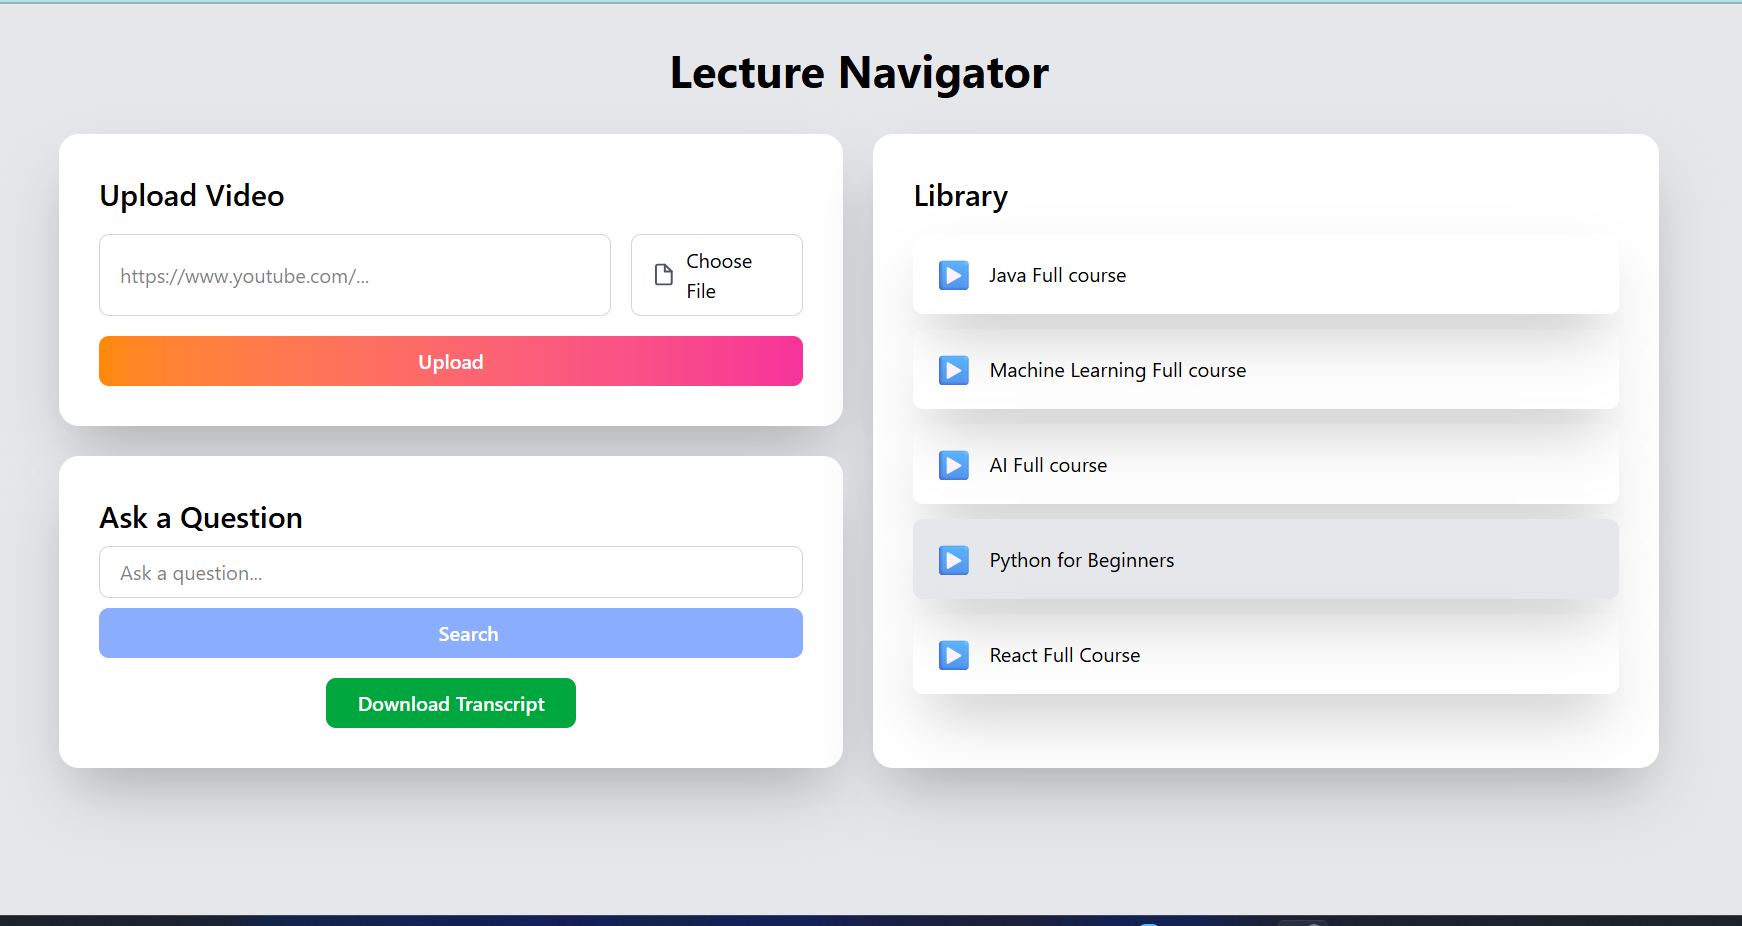 Lecture Navigator
Upload Video
https://www.youtube.com/...
Choose
File
Upload
Ask a Question
Ask a question...
Search
Download Transcript
Library
Java Full course
Machine Learning Full course
AI Full course
Python for Beginners
React Full Course